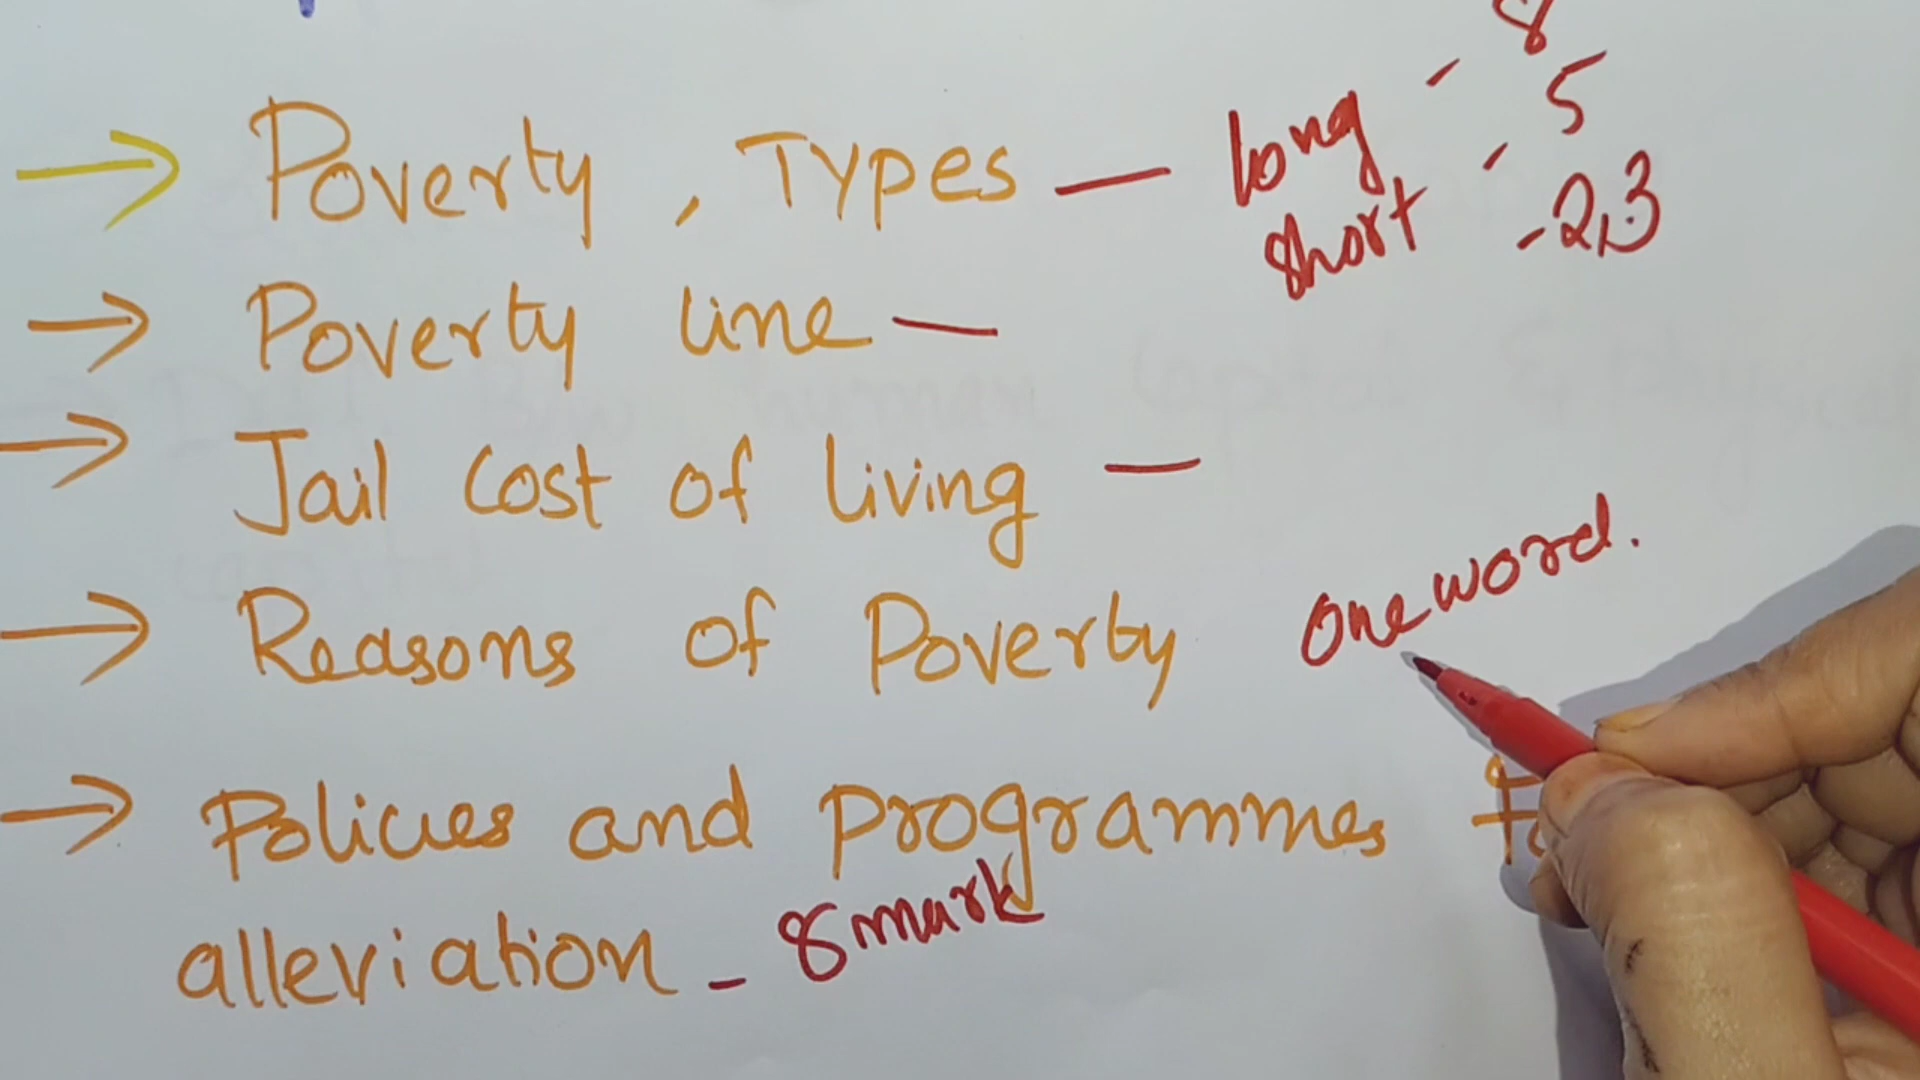 8
→ Poverty, Types — long - 5
short - 2,3
→ Poverty line —
→ Jail cost of living —
→ Reasons of Poverty
One word.
→ Policies and programmes
alleviation - 8 mark